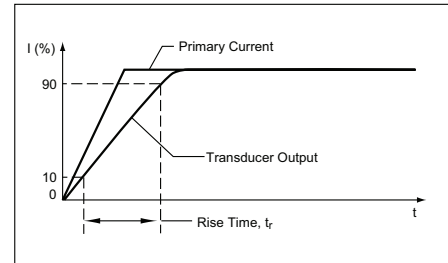 I (%)
Primary Current
90
Transducer Output
10
0
t
Rise Time, tr